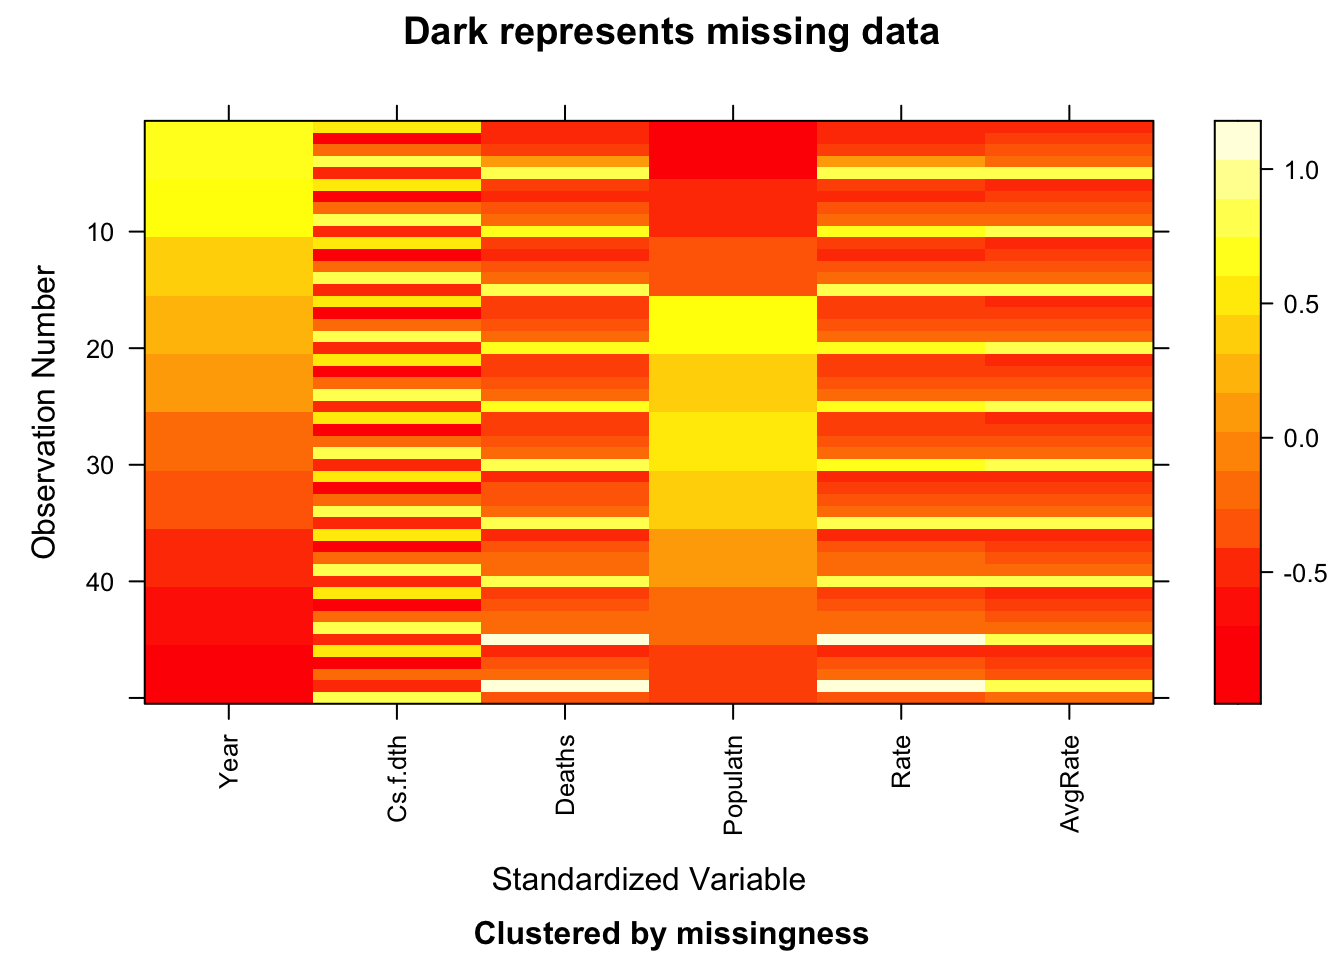 Dark represents missing data
Observation Number
10
20
30
40
1.0
0.5
0.0
-0.5
Year
Cs.f.dth
Deaths
Populatn
Rate
AvgRate
Standardized Variable
Clustered by missingness